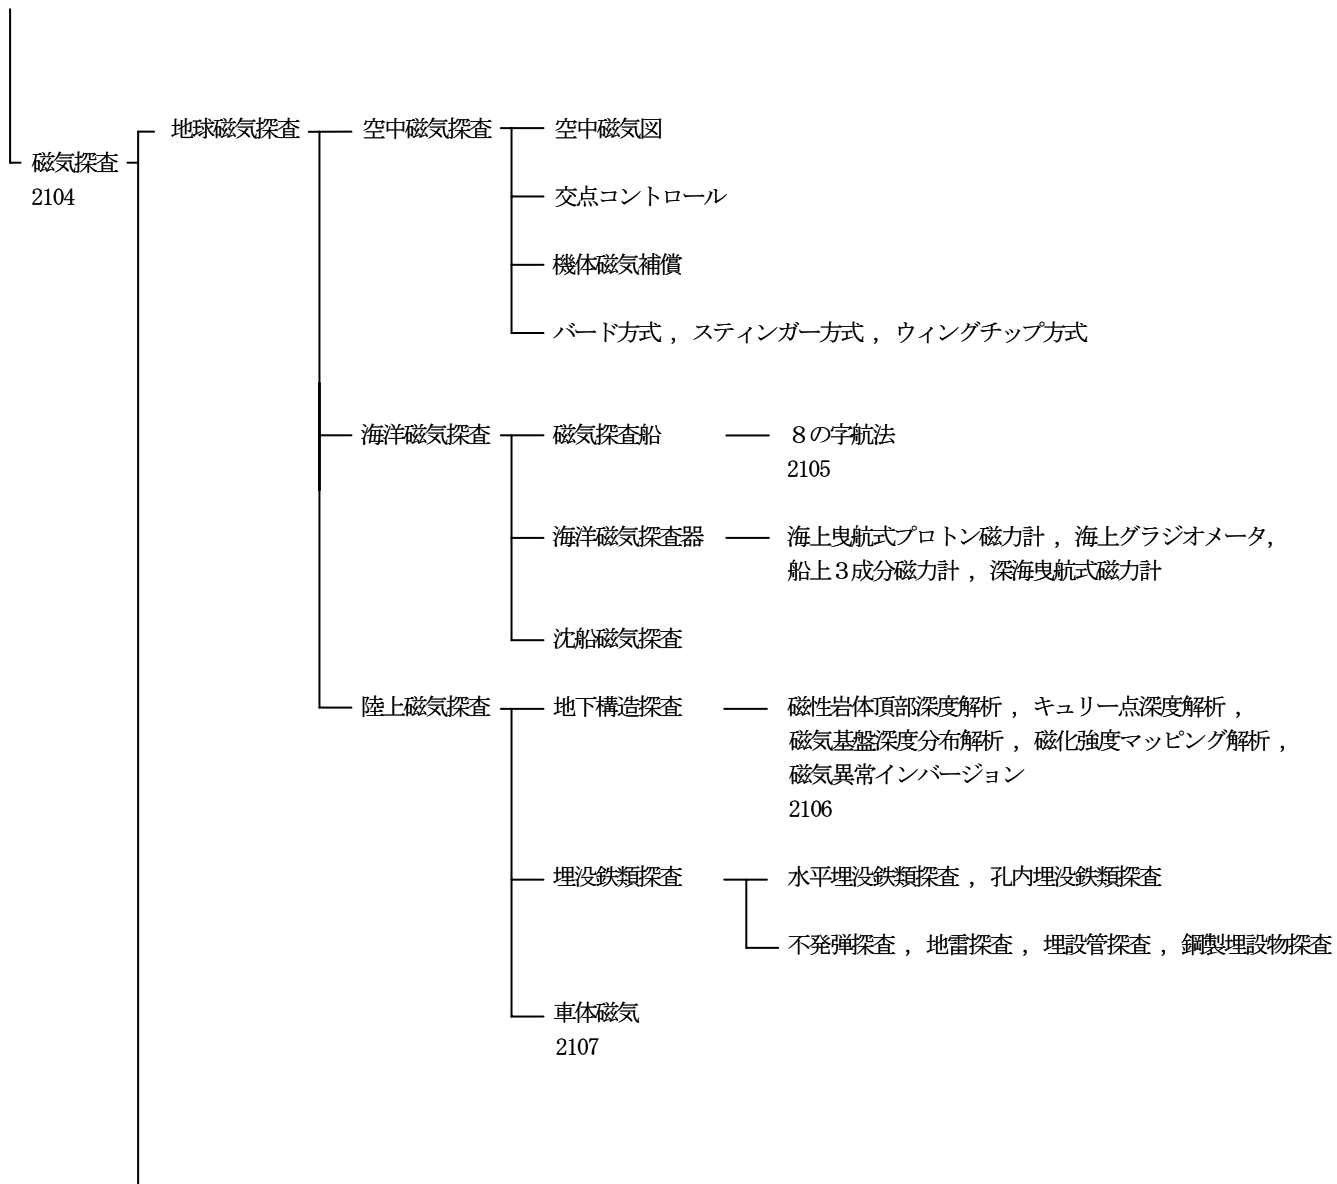 地球磁気探査 空中磁気探査 空中磁気図
磁気探査
2104
交点コントロール
機体磁気補償
バード方式 ， スティンガー方式 ， ウィングチップ方式
海洋磁気探査 磁気探査船 ８の字航法
2105
海洋磁気探査器 海上曳航式プロトン磁力計 ， 海上グラジオメータ，
船上３成分磁力計 ， 深海曳航式磁力計
沈船磁気探査
陸上磁気探査 地下構造探査 磁性岩体頂部深度解析 ， キュリー点深度解析 ，
磁気基盤深度分布解析 ， 磁化強度マッピング解析 ，
磁気異常インバージョン
2106
埋没鉄類探査 水平埋没鉄類探査 ， 孔内埋没鉄類探査
不発弾探査 ， 地雷探査 ， 埋設管探査 ， 鋼製埋設物探査
車体磁気
2107